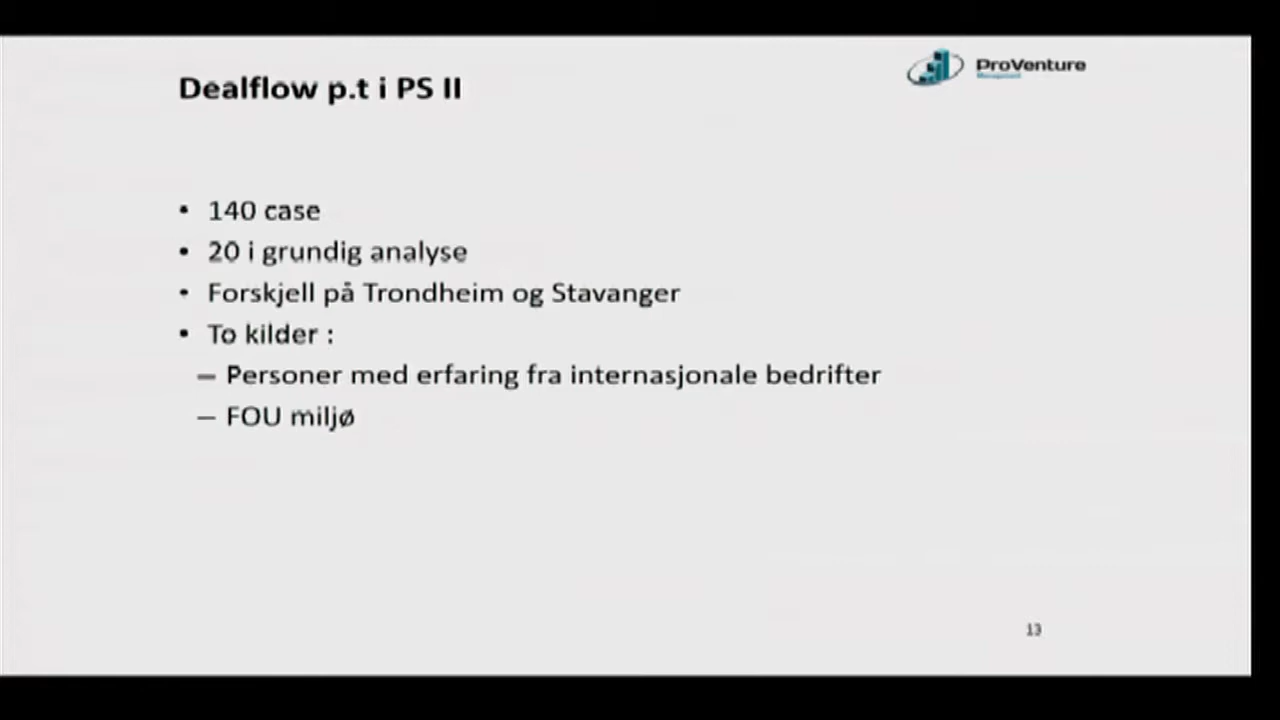 Dealflow p.t i PS II
ProVenture
Management
• 140 case
• 20 i grundig analyse
• Forskjell på Trondheim og Stavanger
• To kilder :
– Personer med erfaring fra internasjonale bedrifter
– FOU miljø
13